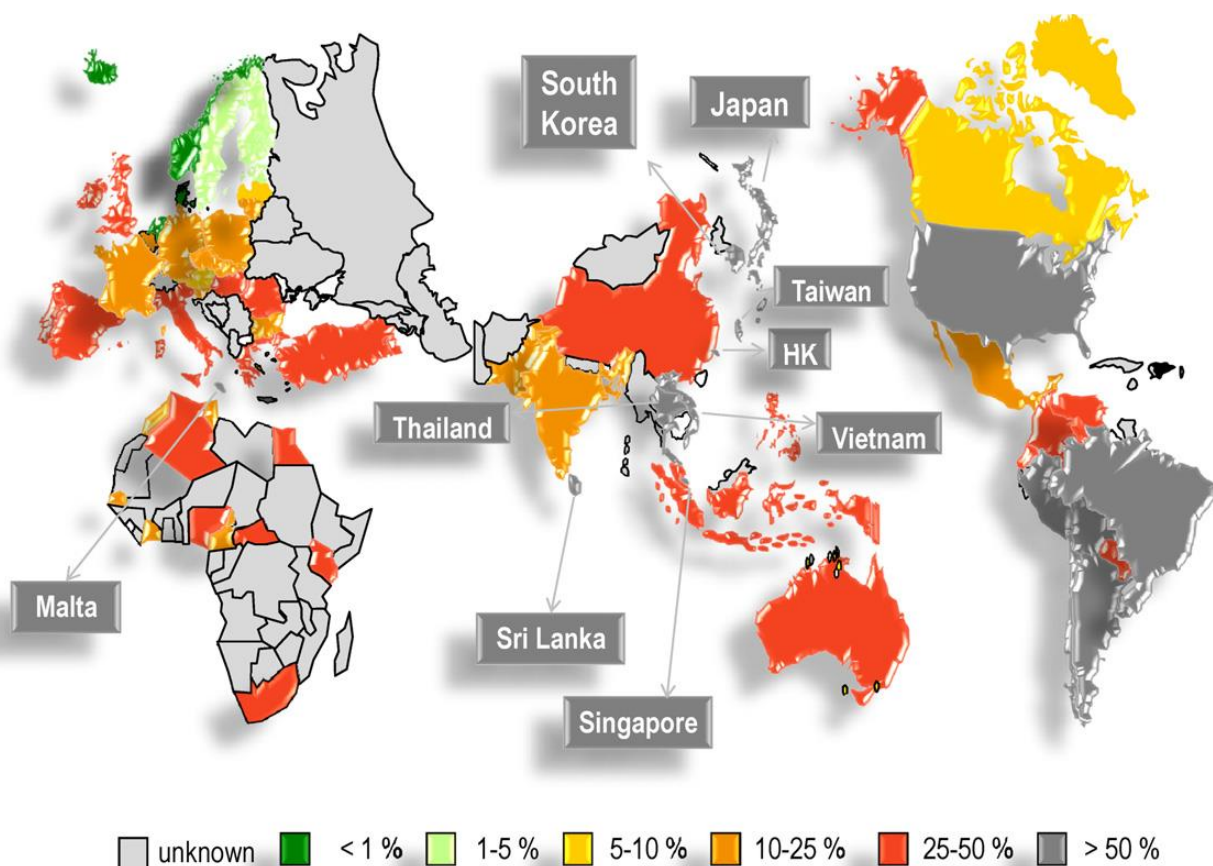 South
Korea
Japan
Taiwan
HK
Thailand
Vietnam
Malta
Sri Lanka
Singapore
unknown < 1 % 1-5 % 5-10 % 10-25 % 25-50 % > 50 %